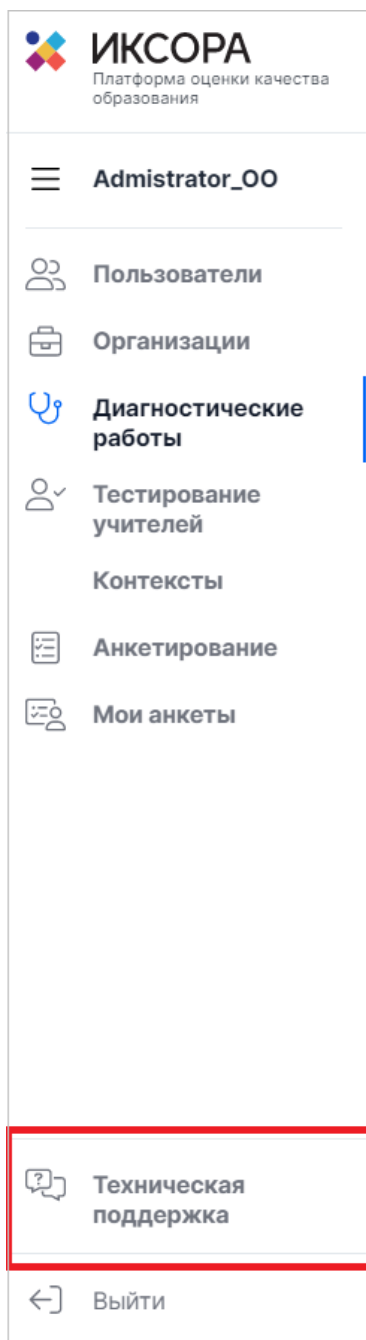 ИКСОРА
Платформа оценки качества
образования
Admistrator_OO
Пользователи
Организации
Диагностические
работы
Тестирование
учителей
Контексты
Анкетирование
Мои анкеты
Техническая
поддержка
Выйти